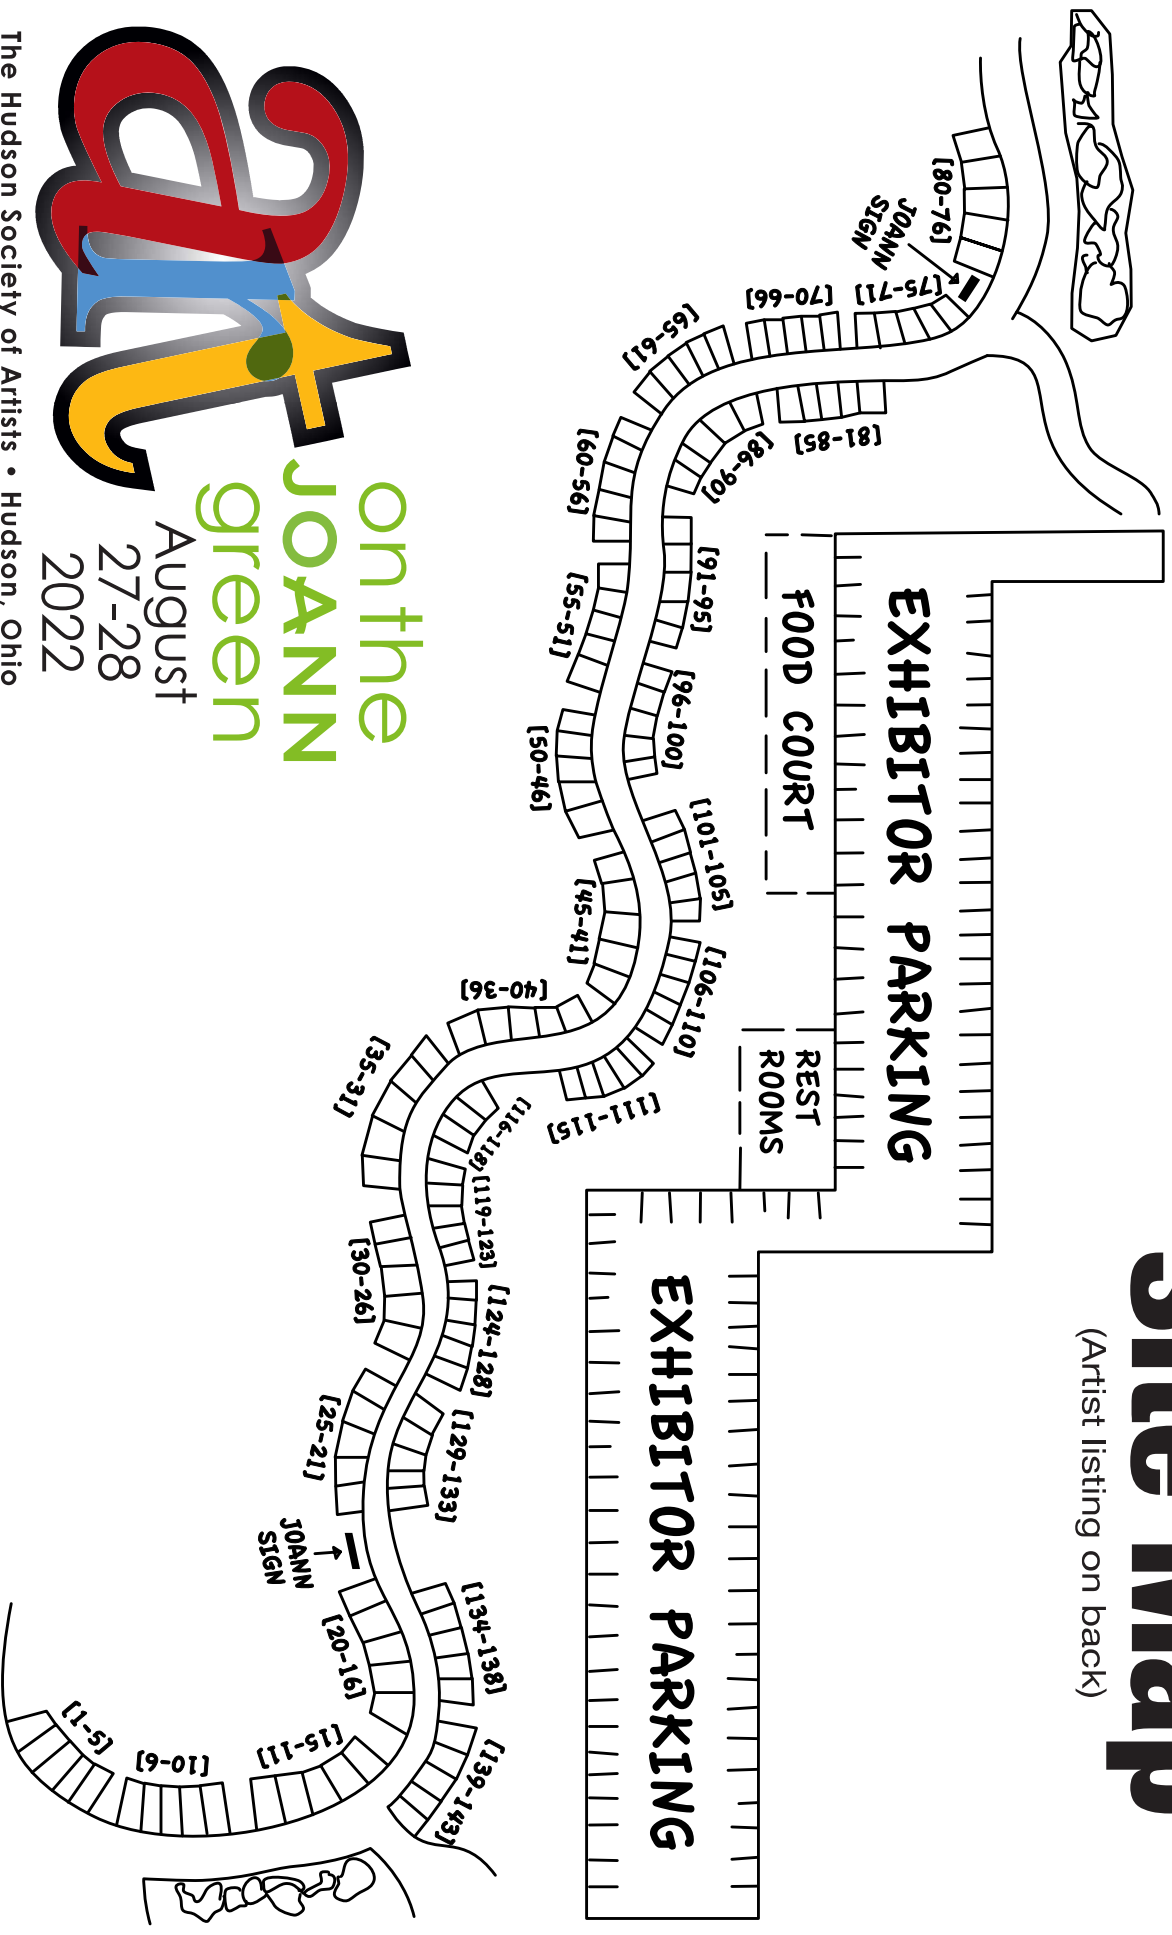 Site Map
(Artist listing on back)
[80-76]
JOANN
SIGN
[75-71]
[70-66]
[65-61]
[60-56]
[55-51]
[50-46]
[45-41]
[40-36]
[35-31]
[30-26]
[25-21]
JOANN
SIGN
[20-16]
[15-11]
[10-6]
[5-1]
[81-85]
[86-90]
[91-95]
[96-100]
[101-105]
[106-110]
[111-115]
[116-118]
[119-123]
[124-128]
[129-133]
[134-138]
[139-143]
EXHIBITOR PARKING
FOOD COURT
REST
ROOMS
EXHIBITOR PARKING
art
on the
JOANN
green
August
27-28
2022
The Hudson Society of Artists • Hudson, Ohio